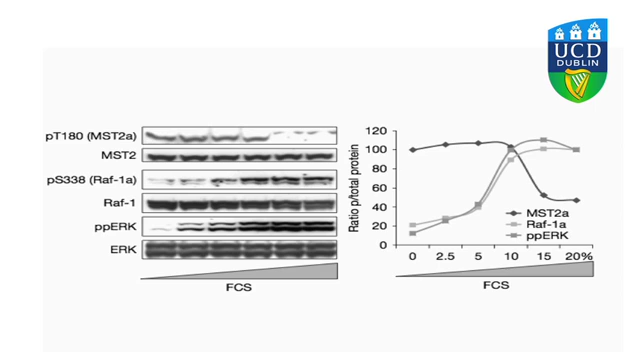 UCD
DUBLIN
pT180 (MST2a)
MST2
pS338 (Raf-1a)
Raf-1
ppERK
ERK
FCS
Ratio p/total protein
120
100
80
60
40
20
0
MST2a
Raf-1a
ppERK
0 2.5 5 10 15 20%
FCS